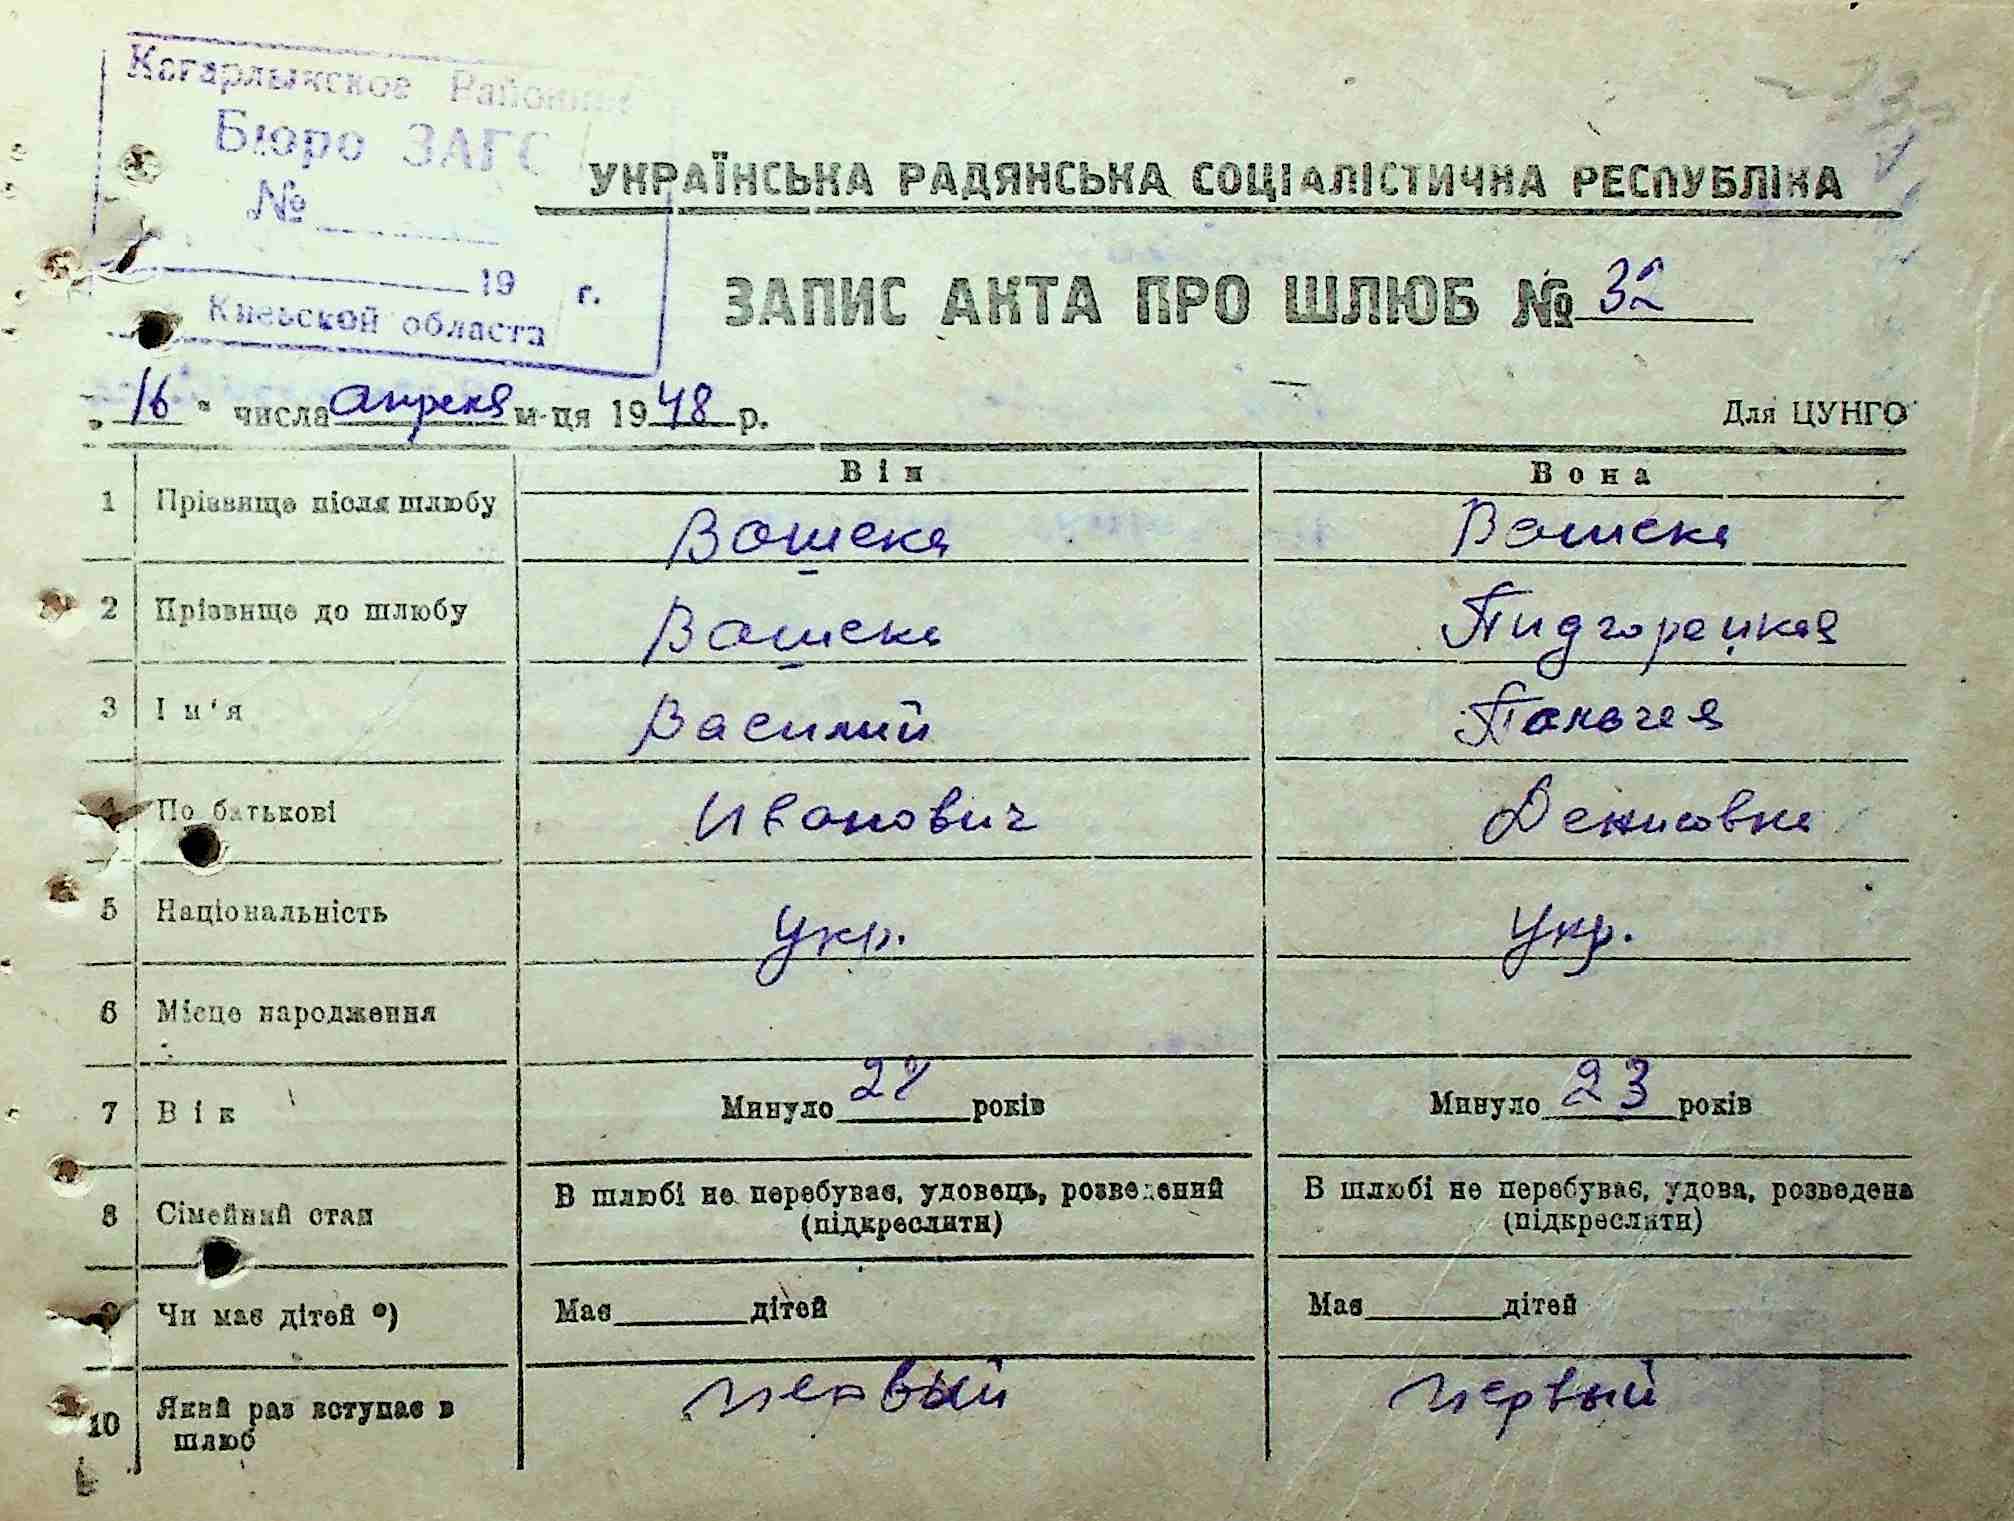 Кагарлыкское Районное
Бюро ЗАГС
№
19 г.
Киевской области
УКРАЇНСЬКА РАДЯНСЬКА СОЦІАЛІСТИЧНА РЕСПУБЛІКА
ЗАПИС АКТА ПРО ШЛЮБ № 32
„ 16 " числа апреля м-ця 1948 р.
Для ЦУНГО
Він Вона
1 Прізвище після шлюбу Вашека Вашека
2 Прізвище до шлюбу Вашека Пидгорецкая
3 Ім'я Василий Палагея
4 По батькові Иванович Денисовна
5 Національність Укр. Укр.
6 Місце народження
7 Вік Минуло років Минуло 23 років
8 Сімейний стан В шлюбі не перебуває, удовець, розведений (підкреслити) В шлюбі не перебуває, удова, розведена (підкреслити)
9 Чи має дітей *) Має дітей Має дітей
10 Який раз вступає в шлюб первый первый